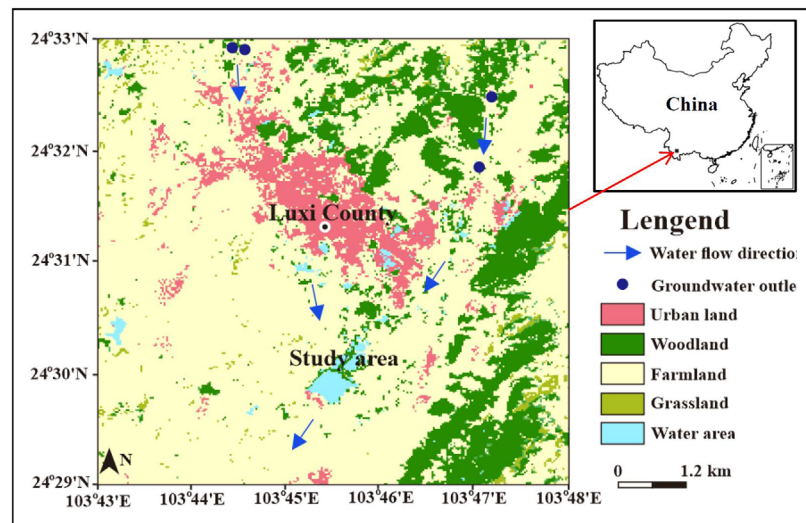 24°33'N
24°32'N
24°31'N
24°30'N
24°29'N
103°43'E
103°44'E
103°45'E
103°46'E
103°47'E
103°48'E
Luxi County
Study area
N
China
Lengend
Water flow direction
Groundwater outle
Urban land
Woodland
Farmland
Grassland
Water area
0 1.2 km